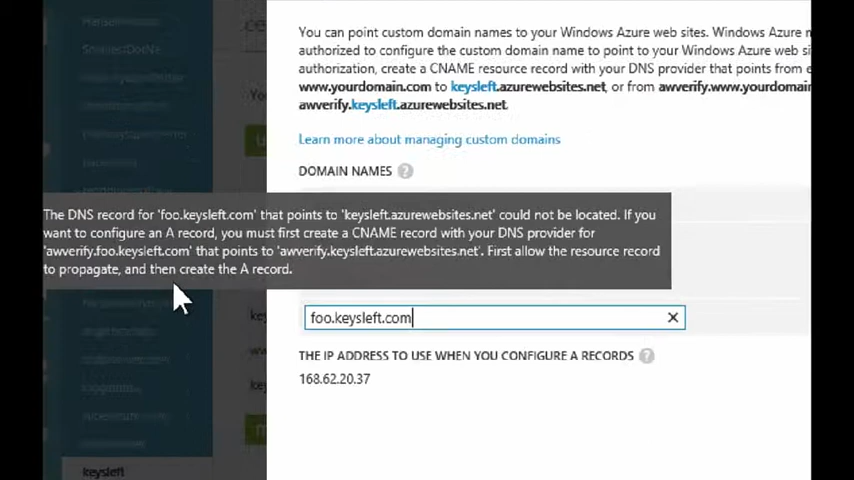 You can point custom domain names to your Windows Azure web sites. Windows Azure
authorized to configure the custom domain name to point to your Windows Azure web si
authorization, create a CNAME resource record with your DNS provider that points from e
www.yourdomain.com to keysleft.azurewebsites.net, or from awverify.www.yourdomain
awverify.keysleft.azurewebsites.net.
Learn more about managing custom domains
DOMAIN NAMES ?
The DNS record for 'foo.keysleft.com' that points to 'keysleft.azurewebsites.net' could not be located. If you
want to configure an A record, you must first create a CNAME record with your DNS provider for
'awverify.foo.keysleft.com' that points to 'awverify.keysleft.azurewebsites.net'. First allow the resource record
to propagate, and then create the A record.
foo.keysleft.com
THE IP ADDRESS TO USE WHEN YOU CONFIGURE A RECORDS ?
168.62.20.37
keysleft